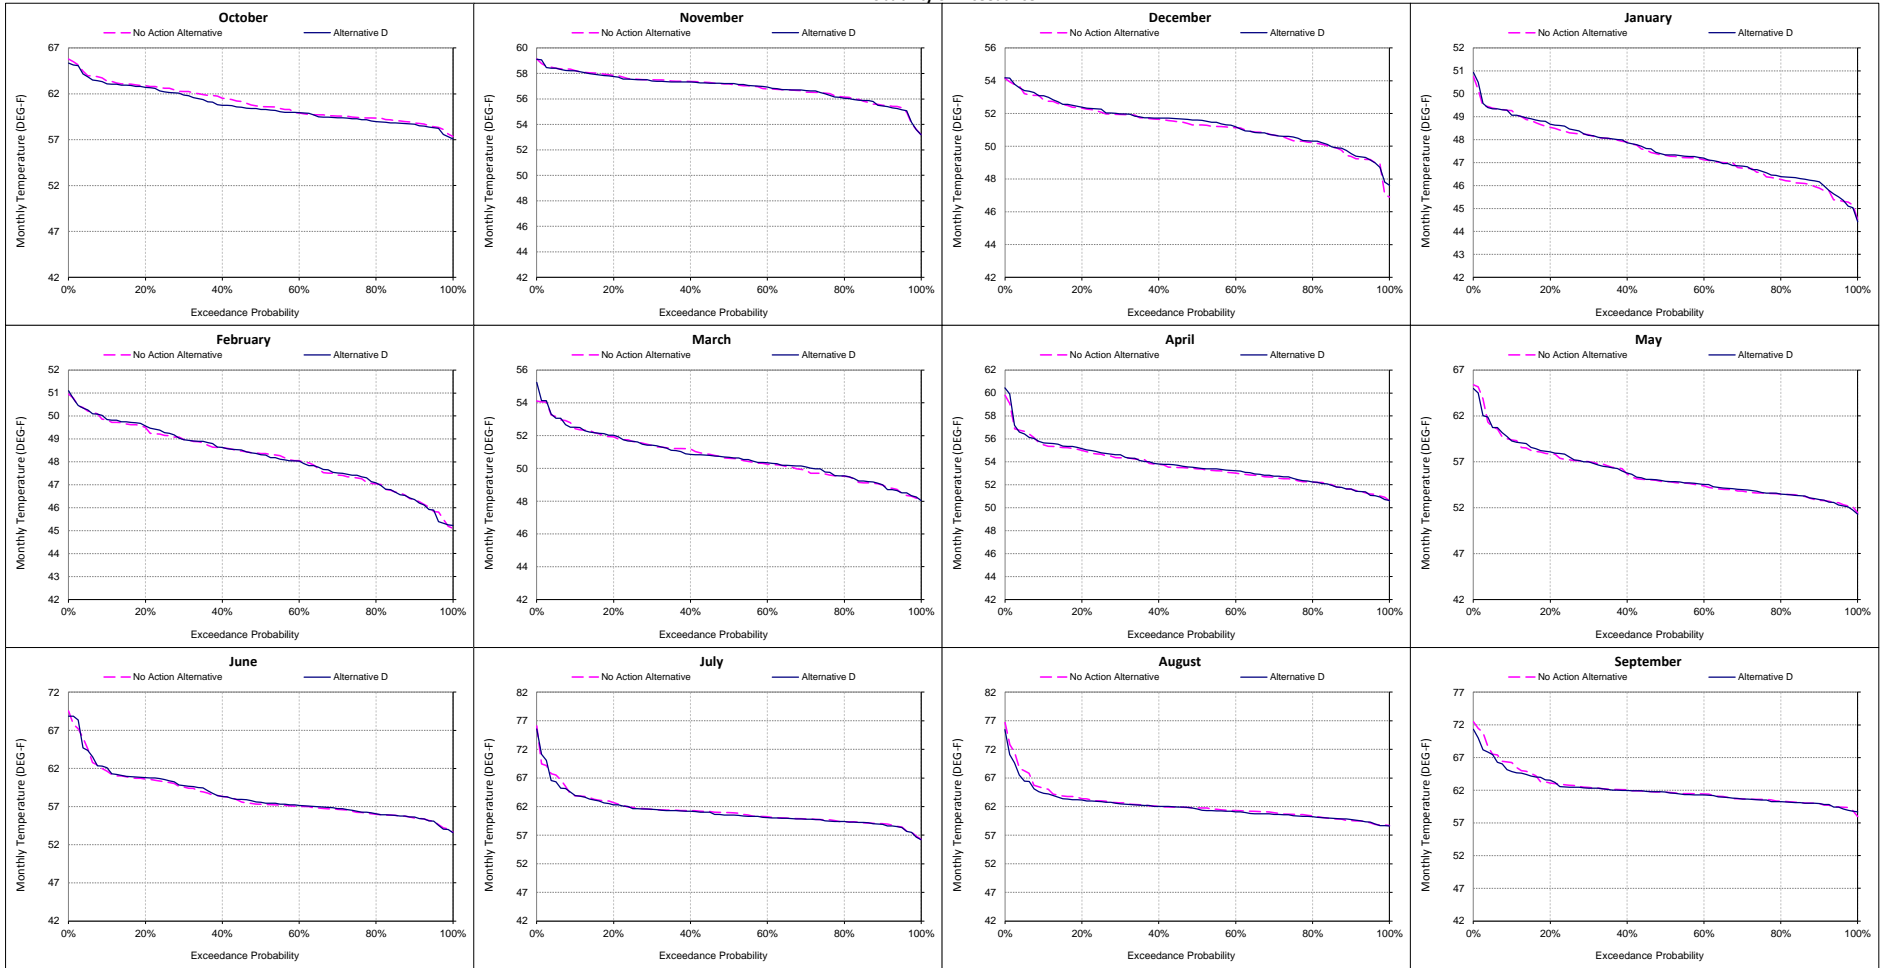 October
No Action Alternative Alternative D
Monthly Temperature (DEG-F)
67
62
57
52
47
42
0% 20% 40% 60% 80% 100%
Exceedance Probability
November
No Action Alternative Alternative D
Monthly Temperature (DEG-F)
60
58
56
54
52
50
48
46
44
42
0% 20% 40% 60% 80% 100%
Exceedance Probability
December
No Action Alternative Alternative D
Monthly Temperature (DEG-F)
56
54
52
50
48
46
44
42
0% 20% 40% 60% 80% 100%
Exceedance Probability
January
No Action Alternative Alternative D
Monthly Temperature (DEG-F)
52
51
50
49
48
47
46
45
44
43
42
0% 20% 40% 60% 80% 100%
Exceedance Probability
February
No Action Alternative Alternative D
Monthly Temperature (DEG-F)
52
51
50
49
48
47
46
45
44
43
42
0% 20% 40% 60% 80% 100%
Exceedance Probability
March
No Action Alternative Alternative D
Monthly Temperature (DEG-F)
56
54
52
50
48
46
44
42
0% 20% 40% 60% 80% 100%
Exceedance Probability
April
No Action Alternative Alternative D
Monthly Temperature (DEG-F)
62
60
58
56
54
52
50
48
46
44
42
0% 20% 40% 60% 80% 100%
Exceedance Probability
May
No Action Alternative Alternative D
Monthly Temperature (DEG-F)
67
62
57
52
47
42
0% 20% 40% 60% 80% 100%
Exceedance Probability
June
No Action Alternative Alternative D
Monthly Temperature (DEG-F)
72
67
62
57
52
47
42
0% 20% 40% 60% 80% 100%
Exceedance Probability
July
No Action Alternative Alternative D
Monthly Temperature (DEG-F)
82
77
72
67
62
57
52
47
42
0% 20% 40% 60% 80% 100%
Exceedance Probability
August
No Action Alternative Alternative D
Monthly Temperature (DEG-F)
82
77
72
67
62
57
52
47
42
0% 20% 40% 60% 80% 100%
Exceedance Probability
September
No Action Alternative Alternative D
Monthly Temperature (DEG-F)
77
72
67
62
57
52
47
42
0% 20% 40% 60% 80% 100%
Exceedance Probability